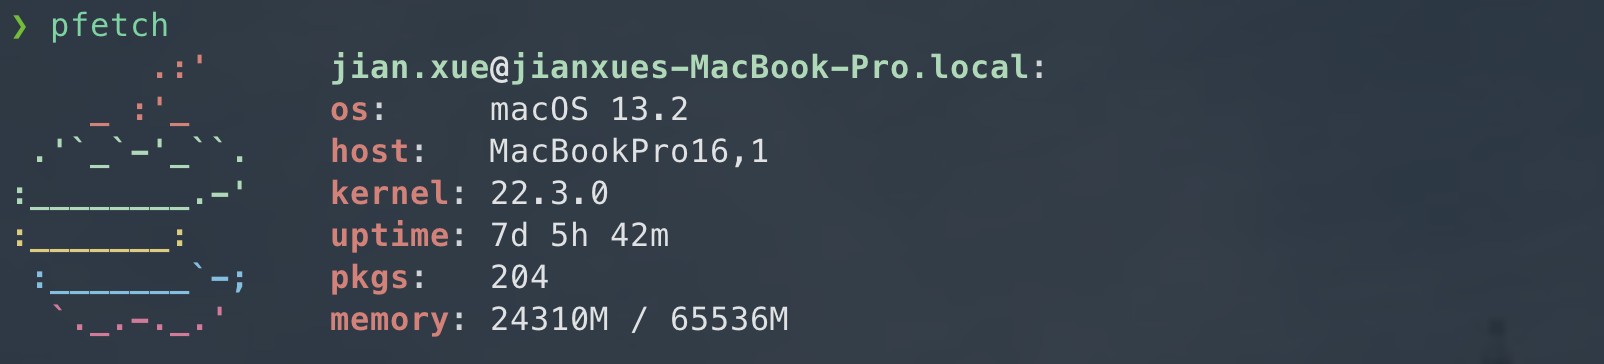 ❯ pfetch
jian.xue@jianxues-MacBook-Pro.local:
os: macOS 13.2
host: MacBookPro16,1
kernel: 22.3.0
uptime: 7d 5h 42m
pkgs: 204
memory: 24310M / 65536M